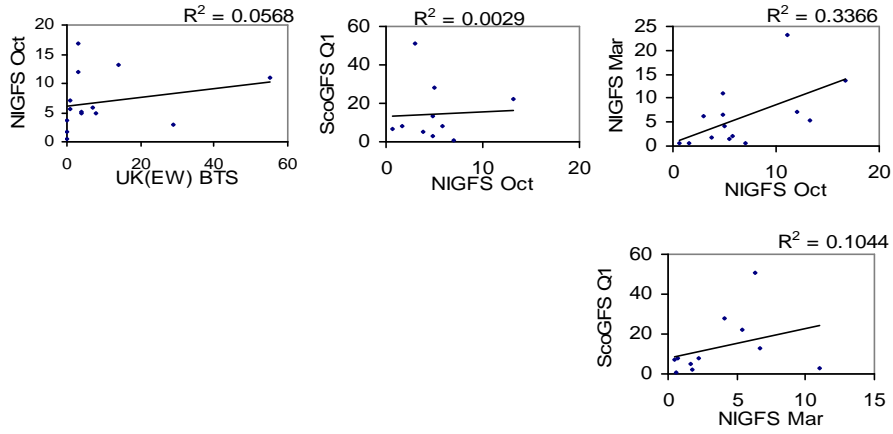 R² = 0.0568
NIGFS Oct
20
15
10
5
0
0 20 40 60
UK(EW) BTS
R² = 0.0029
ScoGFS Q1
60
40
20
0
0 10 20
NIGFS Oct
R² = 0.3366
NIGFS Mar
25
20
15
10
5
0
0 10 20
NIGFS Oct
R² = 0.1044
ScoGFS Q1
60
40
20
0
0 5 10 15
NIGFS Mar